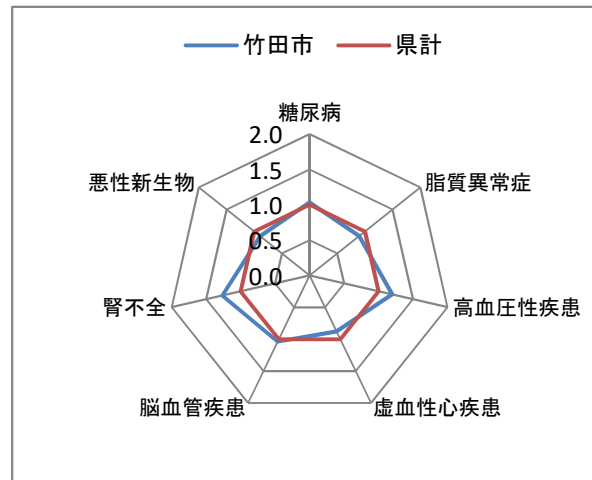 竹田市 県計
糖尿病
2.0
1.5
1.0
0.5
0.0
脂質異常症
高血圧性疾患
虚血性心疾患
脳血管疾患
腎不全
悪性新生物